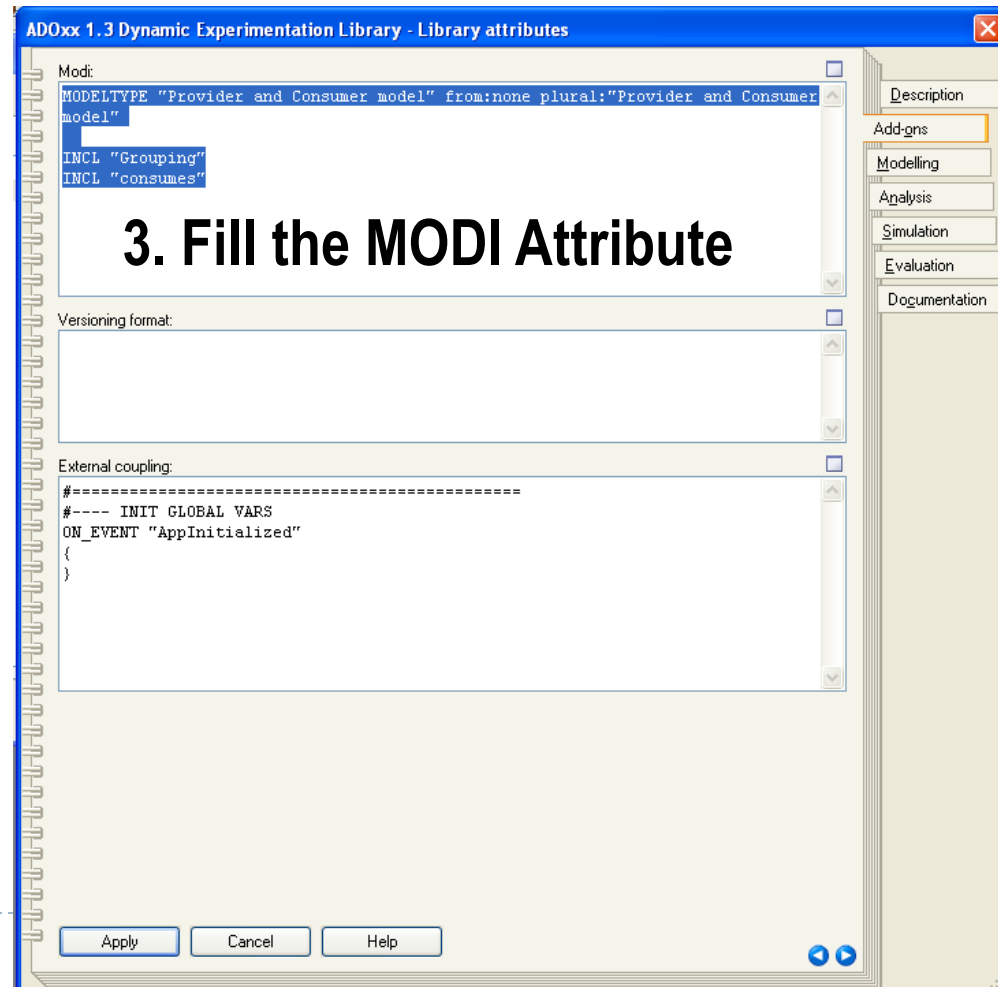 ADOxx 1.3 Dynamic Experimentation Library - Library attributes
Modi:
MODELTYPE "Provider and Consumer model" from:none plural:"Provider and Consumer
model"
INCL "Grouping"
INCL "consumes"
3. Fill the MODI Attribute
Versioning format:
External coupling:
#===============================================
#---- INIT GLOBAL VARS
ON_EVENT "AppInitialized"
{
}
Apply
Cancel
Help
Description
Add-ons
Modelling
Analysis
Simulation
Evaluation
Documentation